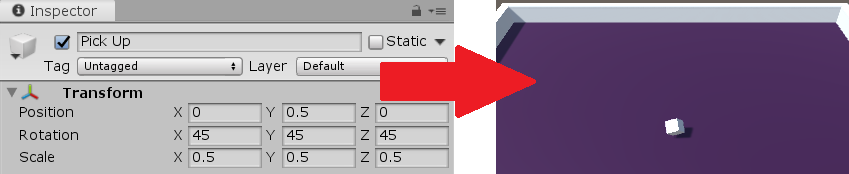 Inspector
Pick Up Static
Tag Untagged Layer Default
Transform
Position X 0 Y 0.5 Z 0
Rotation X 45 Y 45 Z 45
Scale X 0.5 Y 0.5 Z 0.5